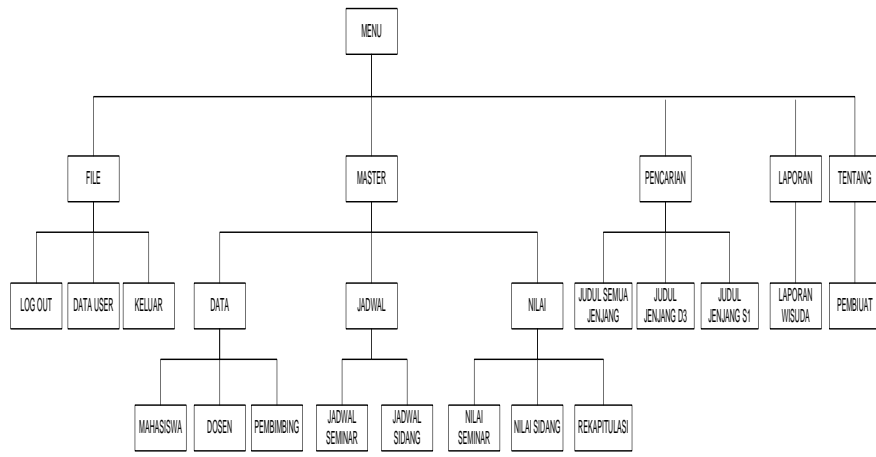 MENU
FILE
MASTER
PENCARIAN
LAPORAN
TENTANG
LOG OUT
DATA USER
KELUAR
DATA
JADWAL
NILAI
JUDUL SEMUA
JENJANG
JUDUL
JENJANG D3
JUDUL
JENJANG S1
LAPORAN
WISUDA
PEMBIUAT
MAHASISWA
DOSEN
PEMBIMBING
JADWAL
SEMINAR
JADWAL
SIDANG
NILAI
SEMINAR
NILAI SIDANG
REKAPITULASI